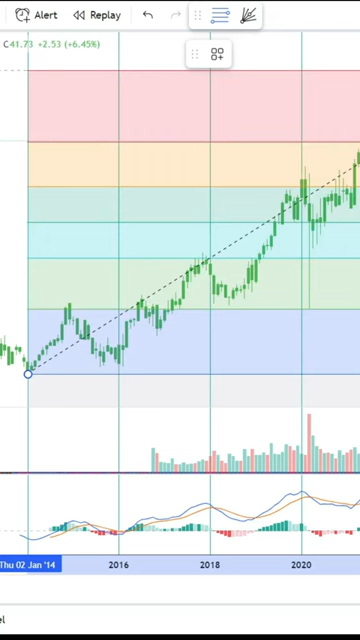 Alert Replay
C41.73 +2.53 (+6.45%)
Thu 02 Jan '14 2016 2018 2020
el